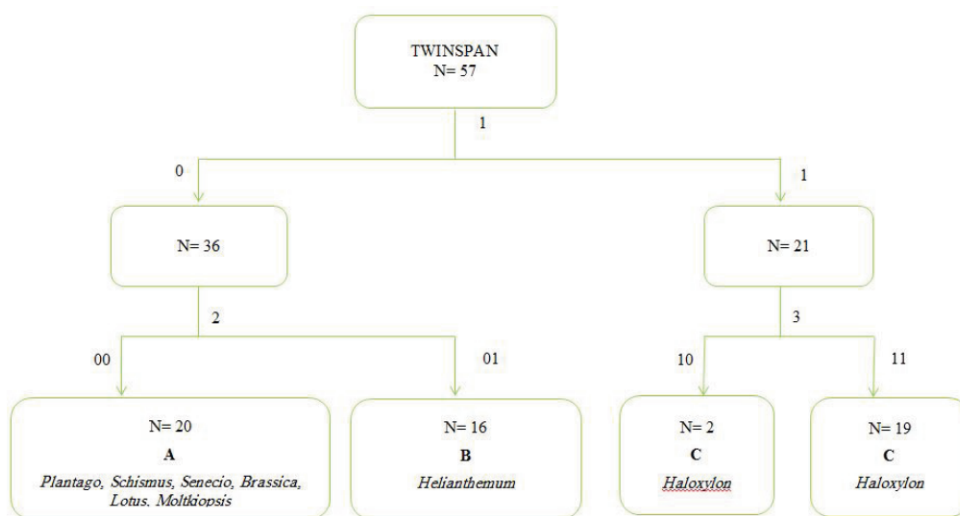 TWINSPAN
N= 57
1
0
1
N= 36
N= 21
2
3
00
01
10
11
N= 20
A
Plantago, Schismus, Senecio, Brassica,
Lotus, Moltkiopsis
N= 16
B
Helianthemum
N= 2
C
Haloxylon
N= 19
C
Haloxylon